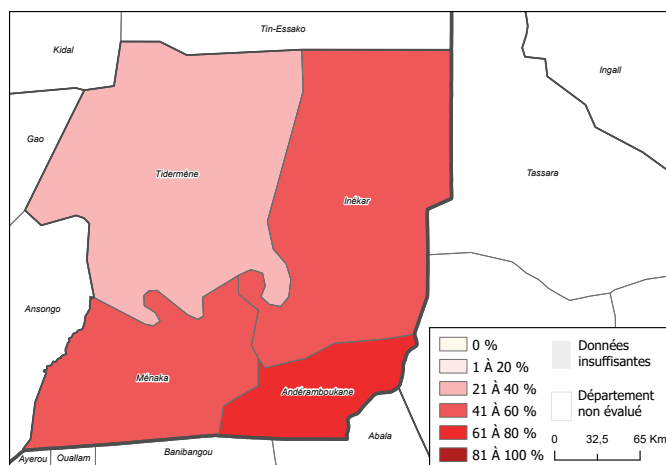 Tin-Essako
Kidal
Ingall
Gao
Tidermène
Tassara
Inékar
Ansongo
Ménaka
Andéramboukane
Abala
Ayerou
Ouallam
Banibangou
0 %
1 À 20 %
21 À 40 %
41 À 60 %
61 À 80 %
81 À 100 %
Données
insuffisantes
Département
non évalué
0 32,5 65 Km